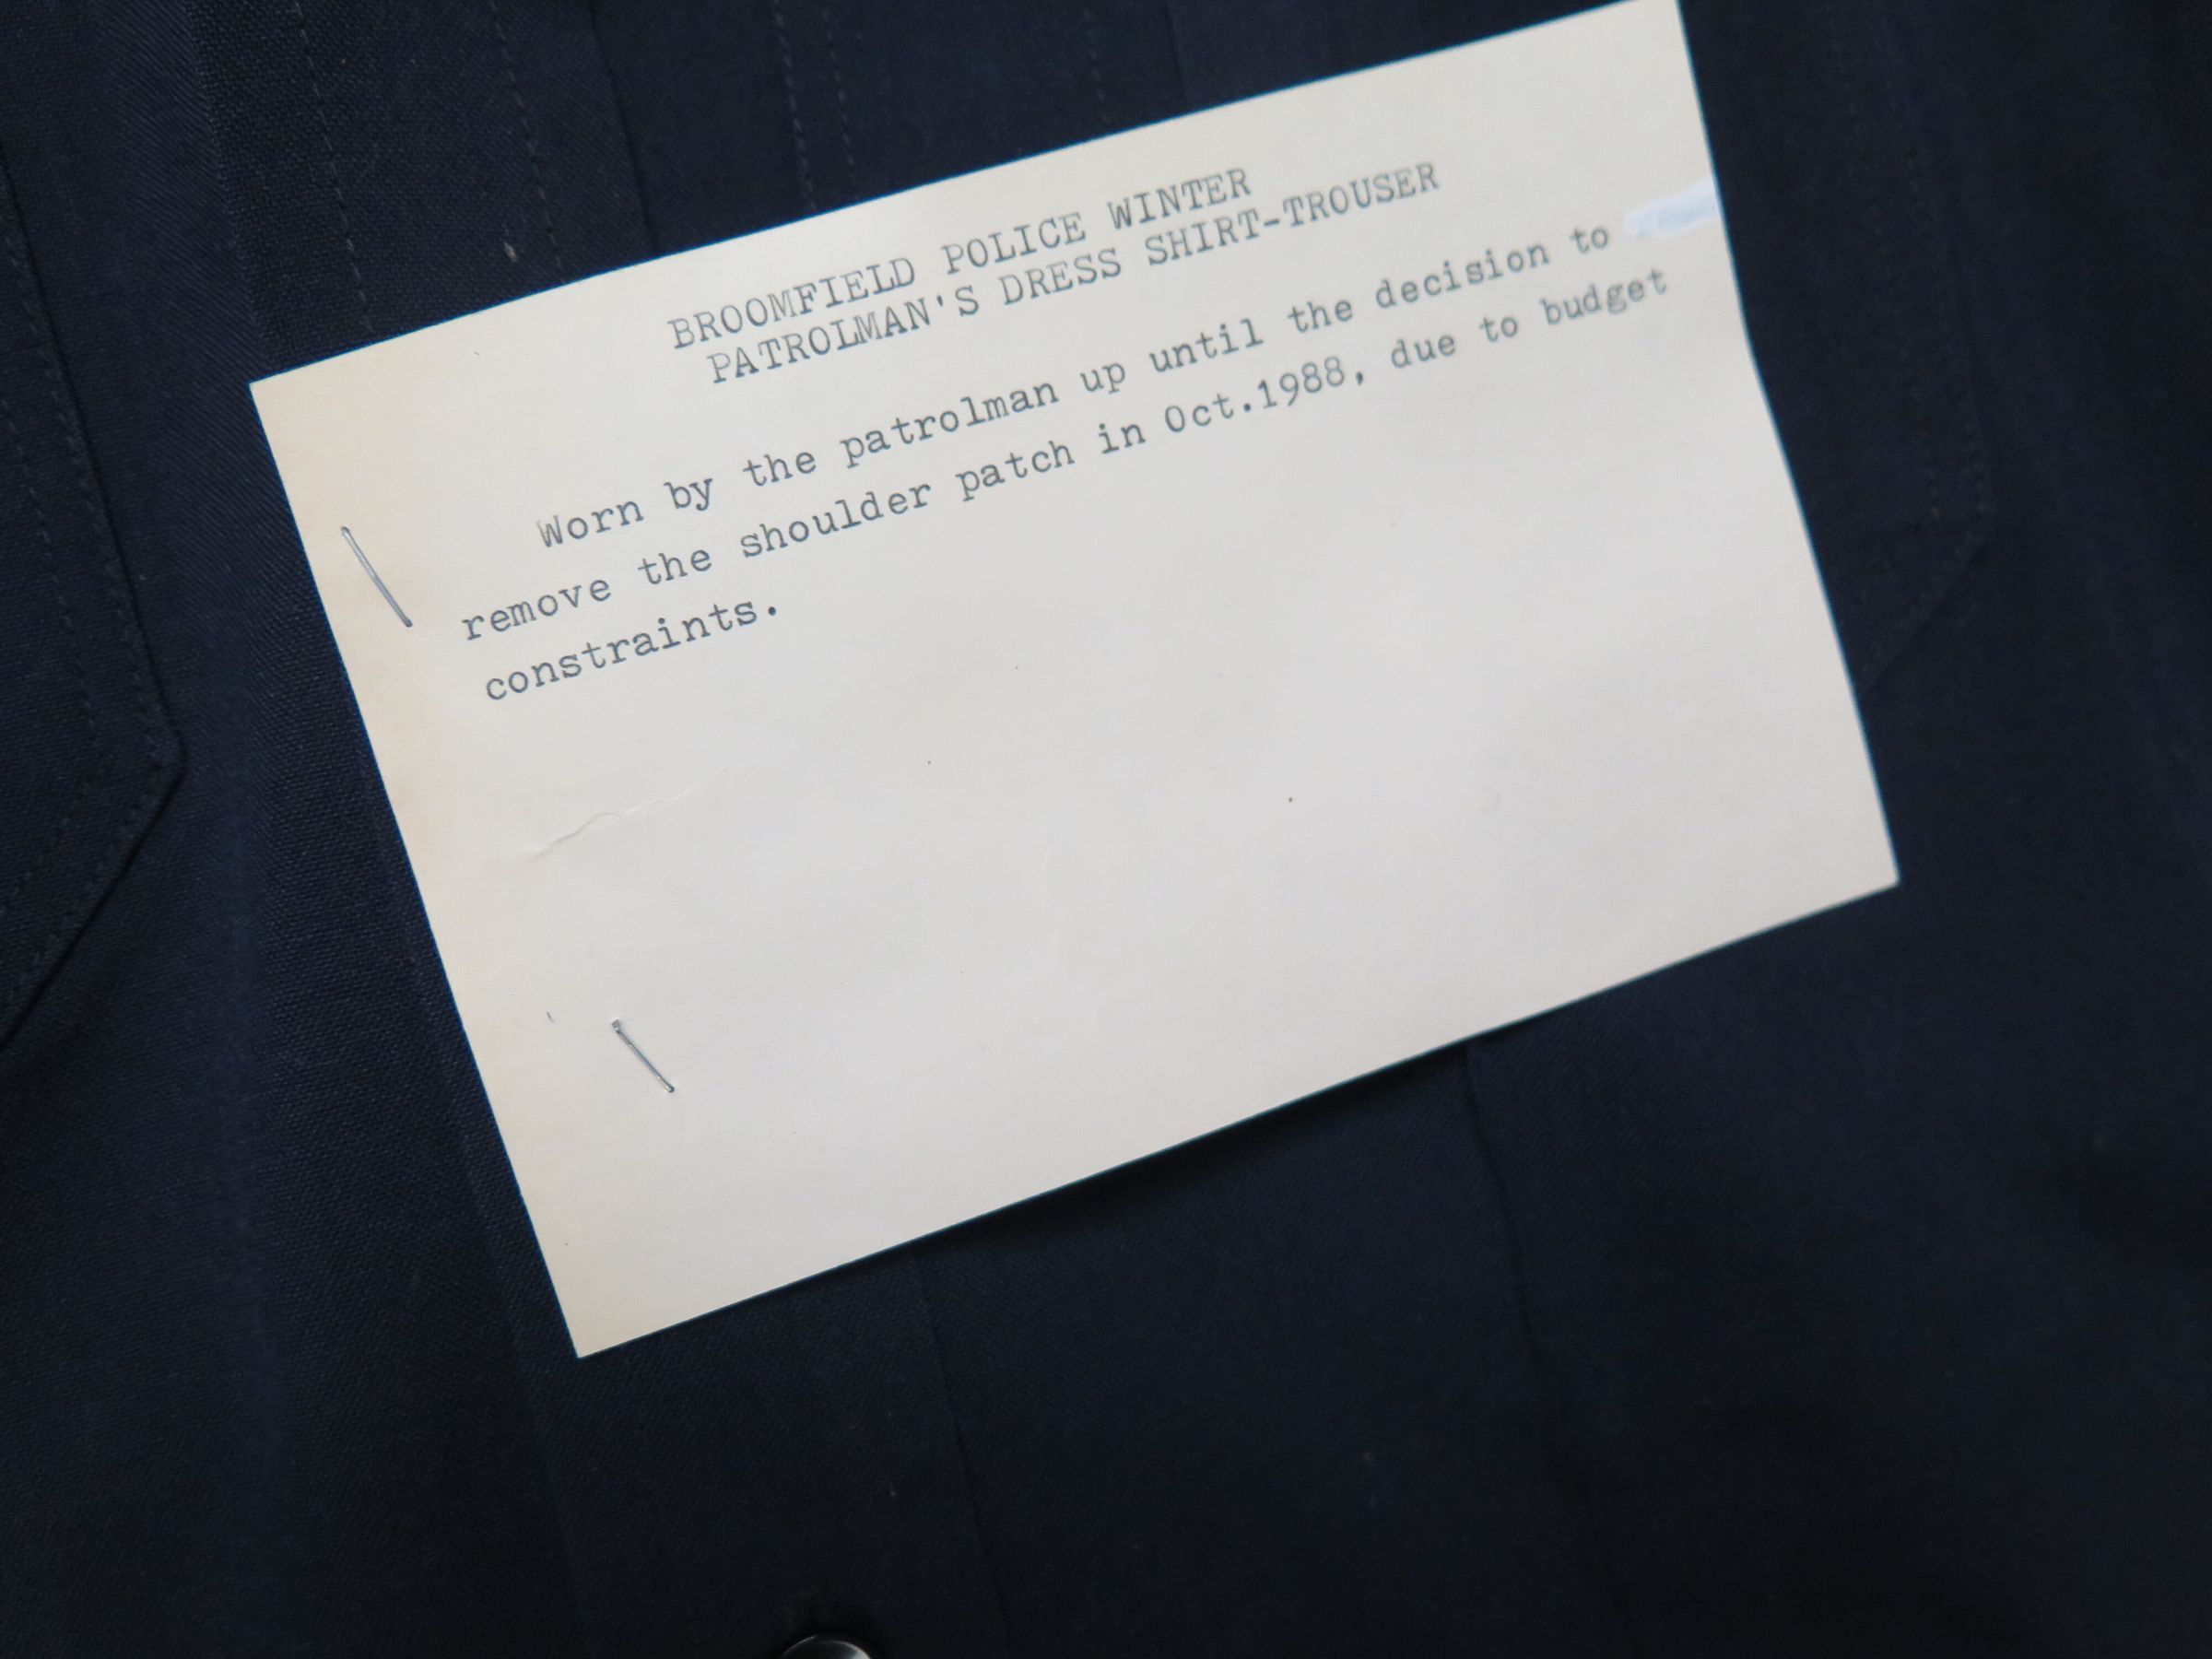 BROOMFIELD POLICE WINTER
PATROLMAN'S DRESS SHIRT-TROUSER
Worn by the patrolman up until the decision to
remove the shoulder patch in Oct.1988, due to budget
constraints.